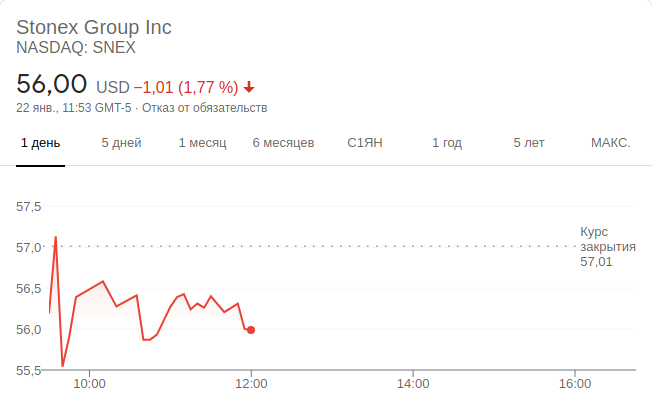 Stonex Group Inc
NASDAQ: SNEX
56,00 USD −1,01 (1,77 %)
22 янв., 11:53 GMT-5 · Отказ от обязательств
1 день 5 дней 1 месяц 6 месяцев С1ЯН 1 год 5 лет МАКС.
57,5
57,0
56,5
56,0
55,5
Курс
закрытия
57,01
10:00 12:00 14:00 16:00